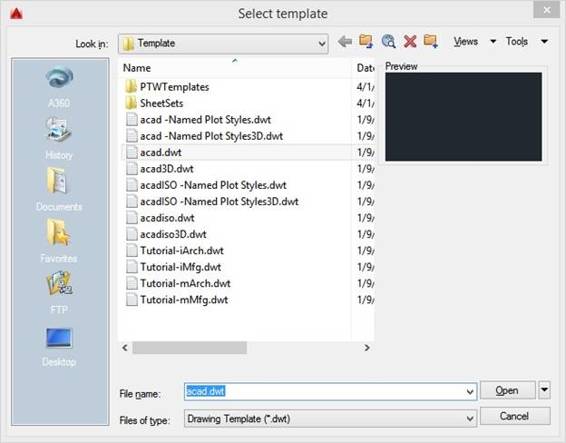 Select template
Look in: Template Views Tools
Name Date Preview
PTWTemplates 4/1/
SheetSets 4/1/
acad -Named Plot Styles.dwt 1/9/
acad -Named Plot Styles3D.dwt 1/9/
acad.dwt 1/9/
acad3D.dwt 1/9/
acadISO -Named Plot Styles.dwt 1/9/
acadISO -Named Plot Styles3D.dwt 1/9/
acadiso.dwt 1/9/
acadiso3D.dwt 1/9/
Tutorial-iArch.dwt 1/9/
Tutorial-iMfg.dwt 1/9/
Tutorial-mArch.dwt 1/9/
Tutorial-mMfg.dwt 1/9/
A360
History
Documents
Favorites
FTP
Desktop
File name: acad.dwt Open
Files of type: Drawing Template (*.dwt) Cancel